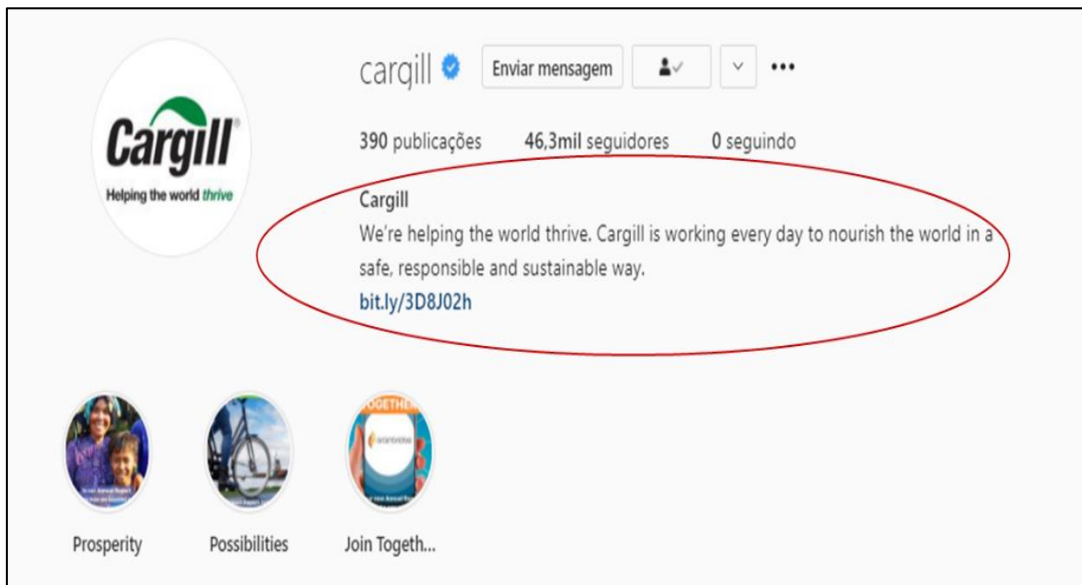 cargill
Enviar mensagem
390 publicações 46,3mil seguidores 0 seguindo
Cargill
Helping the world thrive
Cargill
We're helping the world thrive. Cargill is working every day to nourish the world in a
safe, responsible and sustainable way.
bit.ly/3D8J02h
TOGETHER
Prosperity Possibilities Join Togeth...